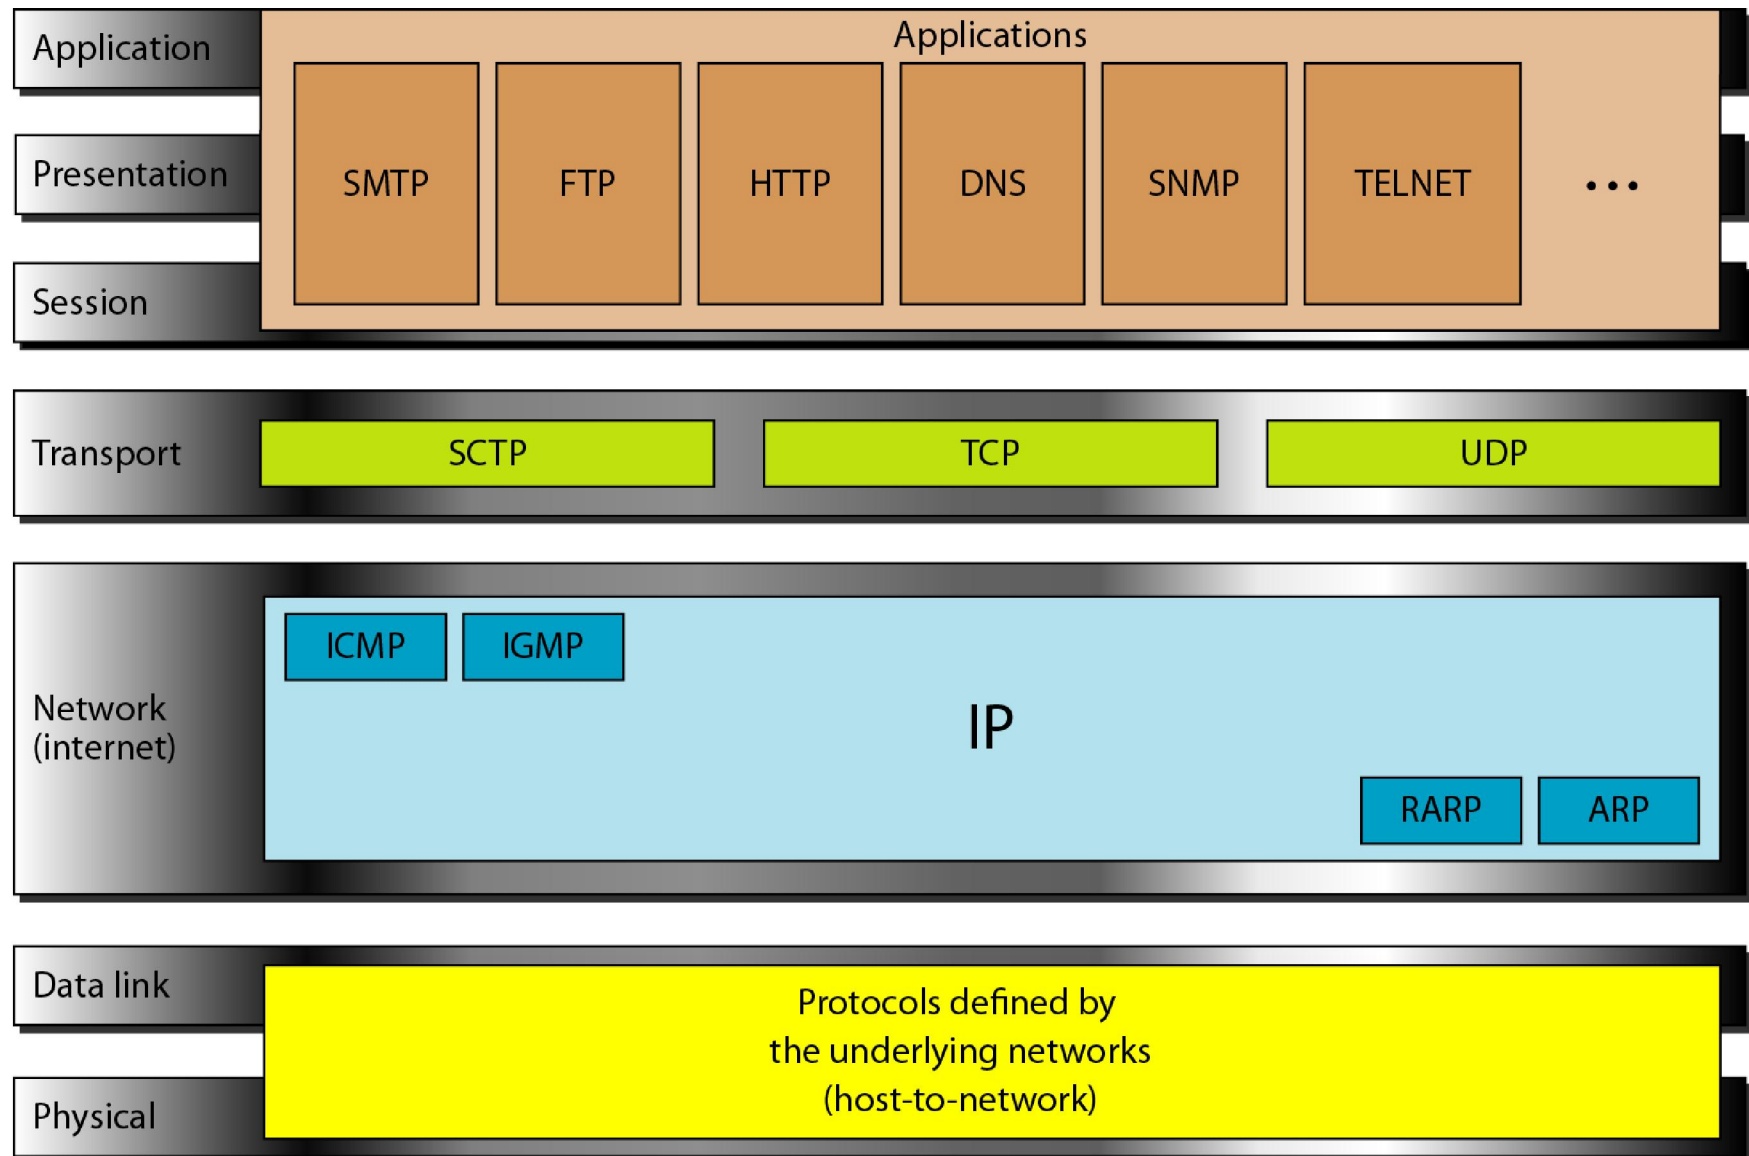 Application
Applications
Presentation
SMTP
FTP
HTTP
DNS
SNMP
TELNET
...
Session
Transport
SCTP
TCP
UDP
Network
(internet)
ICMP
IGMP
IP
RARP
ARP
Data link
Protocols defined by
the underlying networks
(host-to-network)
Physical